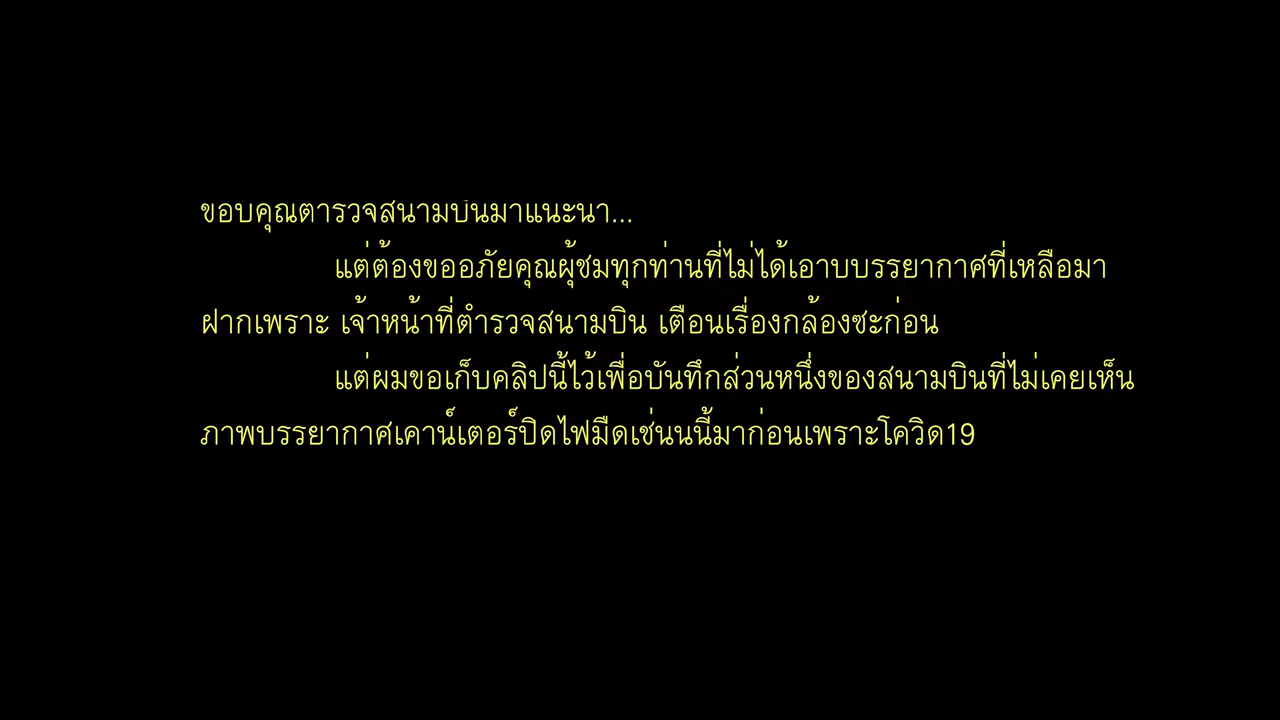 ขอบคุณตำรวจสนามบินมาแนะนำ...
แต่ต้องขออภัยคุณผู้ชมทุกท่านที่ไม่ได้เอาบบรรยากาศที่เหลือมา
ฝากเพราะ เจ้าหน้าที่ตำรวจสนามบิน เตือนเรื่องกล้องซะก่อน
แต่ผมขอเก็บคลิปนี้ไว้เพื่อบันทึกส่วนหนึ่งของสนามบินที่ไม่เคยเห็น
ภาพบรรยากาศเคาน์เตอร์ปิดไฟมืดเช่นนนี้มาก่อนเพราะโควิด19